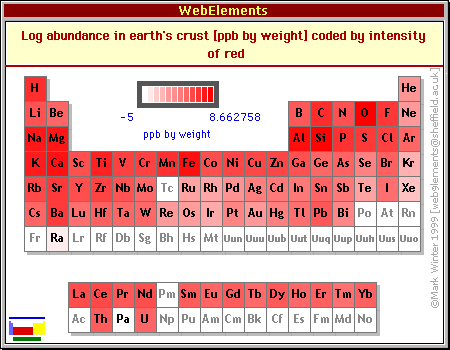 WebElements
Log abundance in earth's crust [ppb by weight] coded by intensity
of red
-5 8.662758
ppb by weight
H He
Li Be B C N O F Ne
Na Mg Al Si P S Cl Ar
K Ca Sc Ti V Cr Mn Fe Co Ni Cu Zn Ga Ge As Se Br Kr
Rb Sr Y Zr Nb Mo Tc Ru Rh Pd Ag Cd In Sn Sb Te I Xe
Cs Ba Lu Hf Ta W Re Os Ir Pt Au Hg Tl Pb Bi Po At Rn
Fr Ra Lr Rf Db Sg Bh Hs Mt Uun Uuu Uub Uut Uuq Uup Uuh Uus Uuo
La Ce Pr Nd Pm Sm Eu Gd Tb Dy Ho Er Tm Yb
Ac Th Pa U Np Pu Am Cm Bk Cf Es Fm Md No
©Mark Winter 1999 [webelements@sheffield.ac.uk]